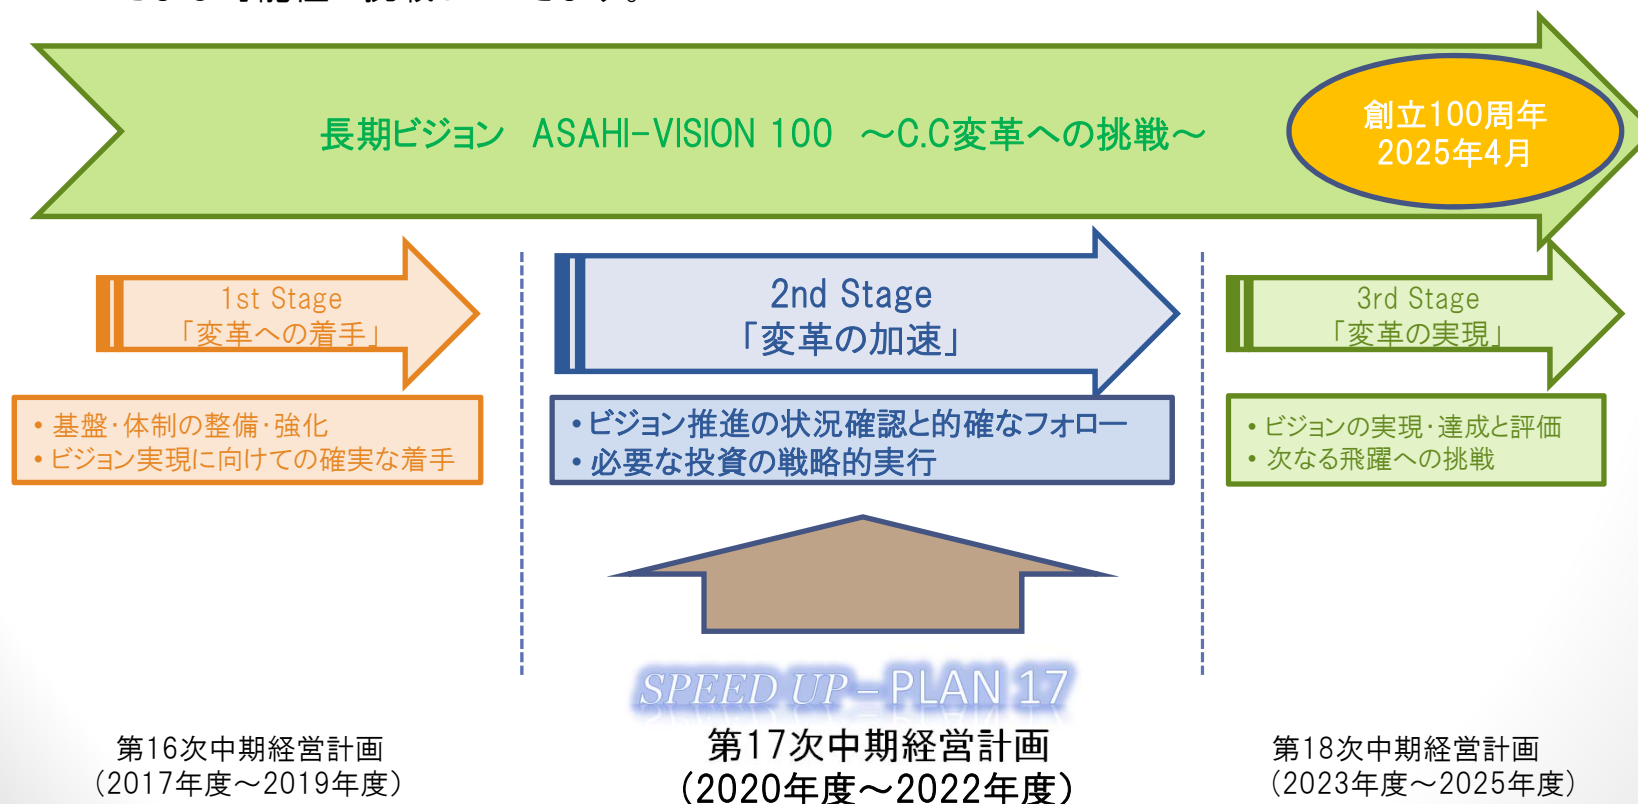 長期ビジョン ASAHI-VISION 100 ～C.C変革への挑戦～
創立100周年
2025年4月
1st Stage
「変革への着手」
・基盤・体制の整備・強化
・ビジョン実現に向けての確実な着手
2nd Stage
「変革の加速」
・ビジョン推進の状況確認と的確なフォロー
・必要な投資の戦略的実行
3rd Stage
「変革の実現」
・ビジョンの実現・達成と評価
・次なる飛躍への挑戦
SPEED UP – PLAN 17
第16次中期経営計画
（2017年度～2019年度）
第17次中期経営計画
（2020年度～2022年度）
第18次中期経営計画
（2023年度～2025年度）